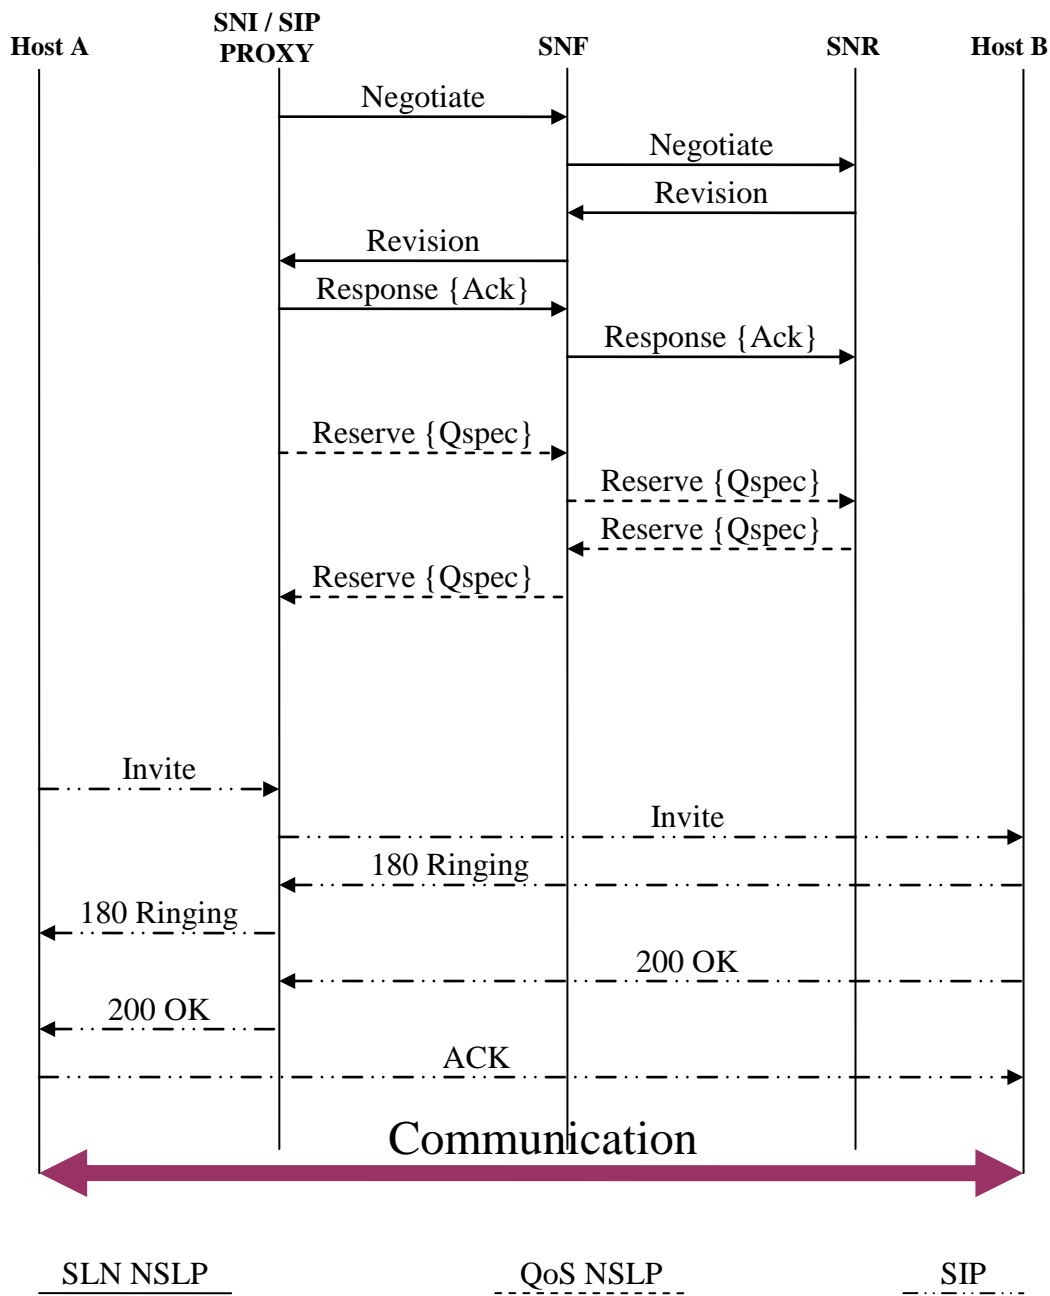 Host A
SNI / SIP
PROXY
SNF
SNR
Host B
Negotiate
Negotiate
Revision
Revision
Response {Ack}
Response {Ack}
Reserve {Qspec}
Reserve {Qspec}
Reserve {Qspec}
Reserve {Qspec}
Invite
Invite
180 Ringing
180 Ringing
200 OK
200 OK
ACK
Communication
SLN NSLP
QoS NSLP
SIP